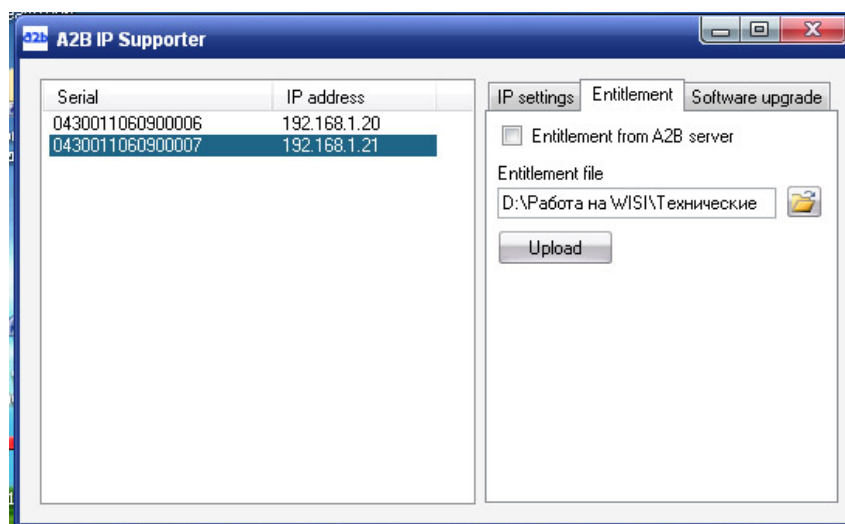 a2b A2B IP Supporter
Serial IP address
0430011060900006 192.168.1.20
0430011060900007 192.168.1.21
IP settings Entitlement Software upgrade
Entitlement from A2B server
Entitlement file
D:\Работа на WISI\Технические
Upload